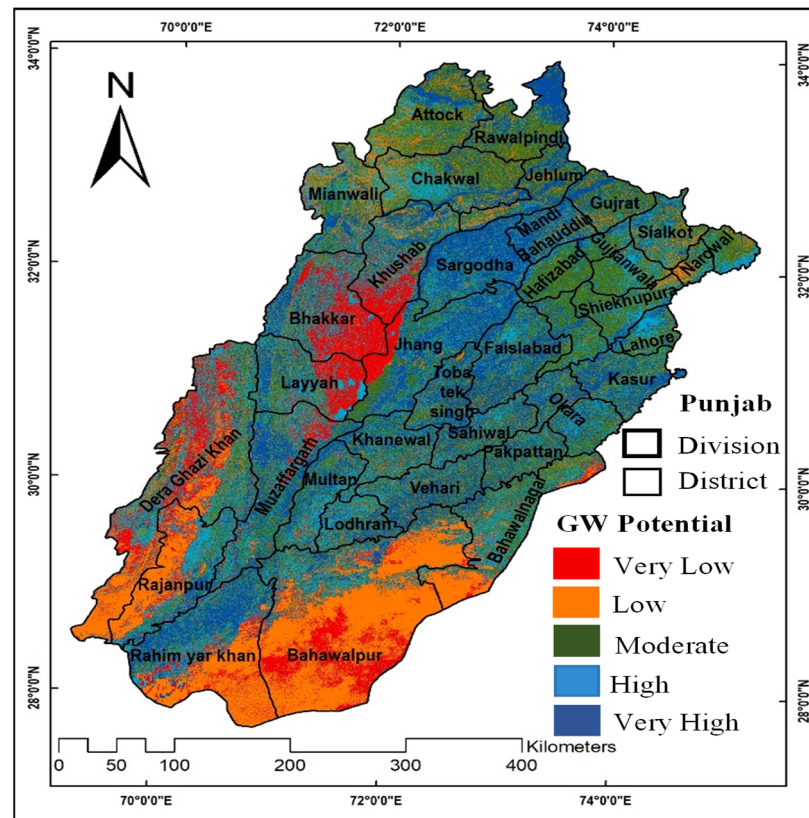 70°0'0"E 72°0'0"E 74°0'0"E
34°0'0"N
34°0'0"N
N
Attock
Rawalpindi
Chakwal
Jehlum
Mianwali
Gujrat
Mandi
Bahauddin
Sialkot
Khushab
Sargodha
Gujranwala
Narowal
Hafizabad
32°0'0"N
32°0'0"N
Shiekhupura
Bhakkar
Jhang
Faislabad
Lahore
Layyah
Toba
tek
singh
Kasur
Okara
Punjab
Khanewal
Sahiwal
Division
Dera Ghazi Khan
Muzaffargarh
Multan
Pakpattan
District
30°0'0"N
30°0'0"N
Vehari
Lodhram
Bahawalnagar
GW Potential
Very Low
Rajanpur
Low
Moderate
Rahim yar khan
Bahawalpur
High
28°0'0"N
28°0'0"N
Very High
Kilometers
0 50 100 200 300 400
70°0'0"E 72°0'0"E 74°0'0"E